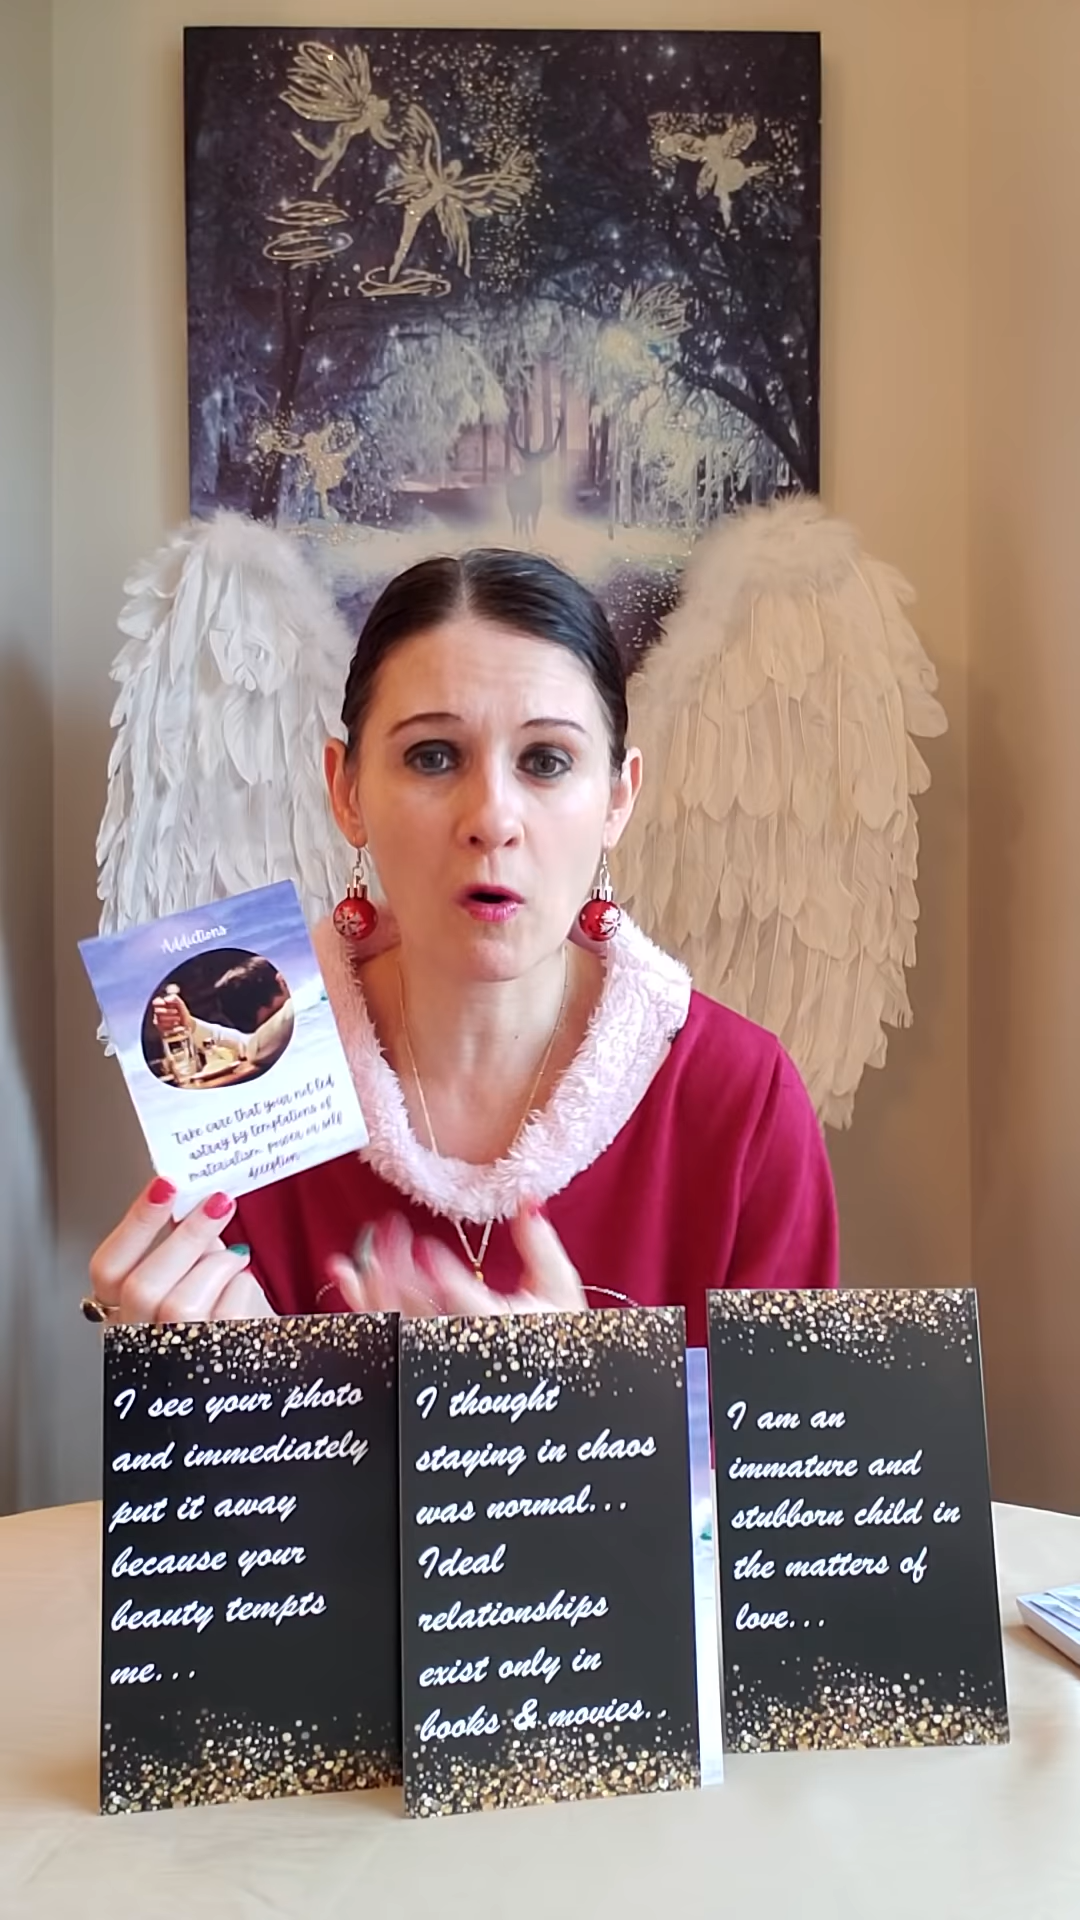 Addictions
Take care that your not led
astray by temptations of
materialism, power or self
deception
I see your photo
and immediately
put it away
because your
beauty tempts
me...
I thought
staying in chaos
was normal...
Ideal
relationships
exist only in
books & movies..
I am an
immature and
stubborn child in
the matters of
love...